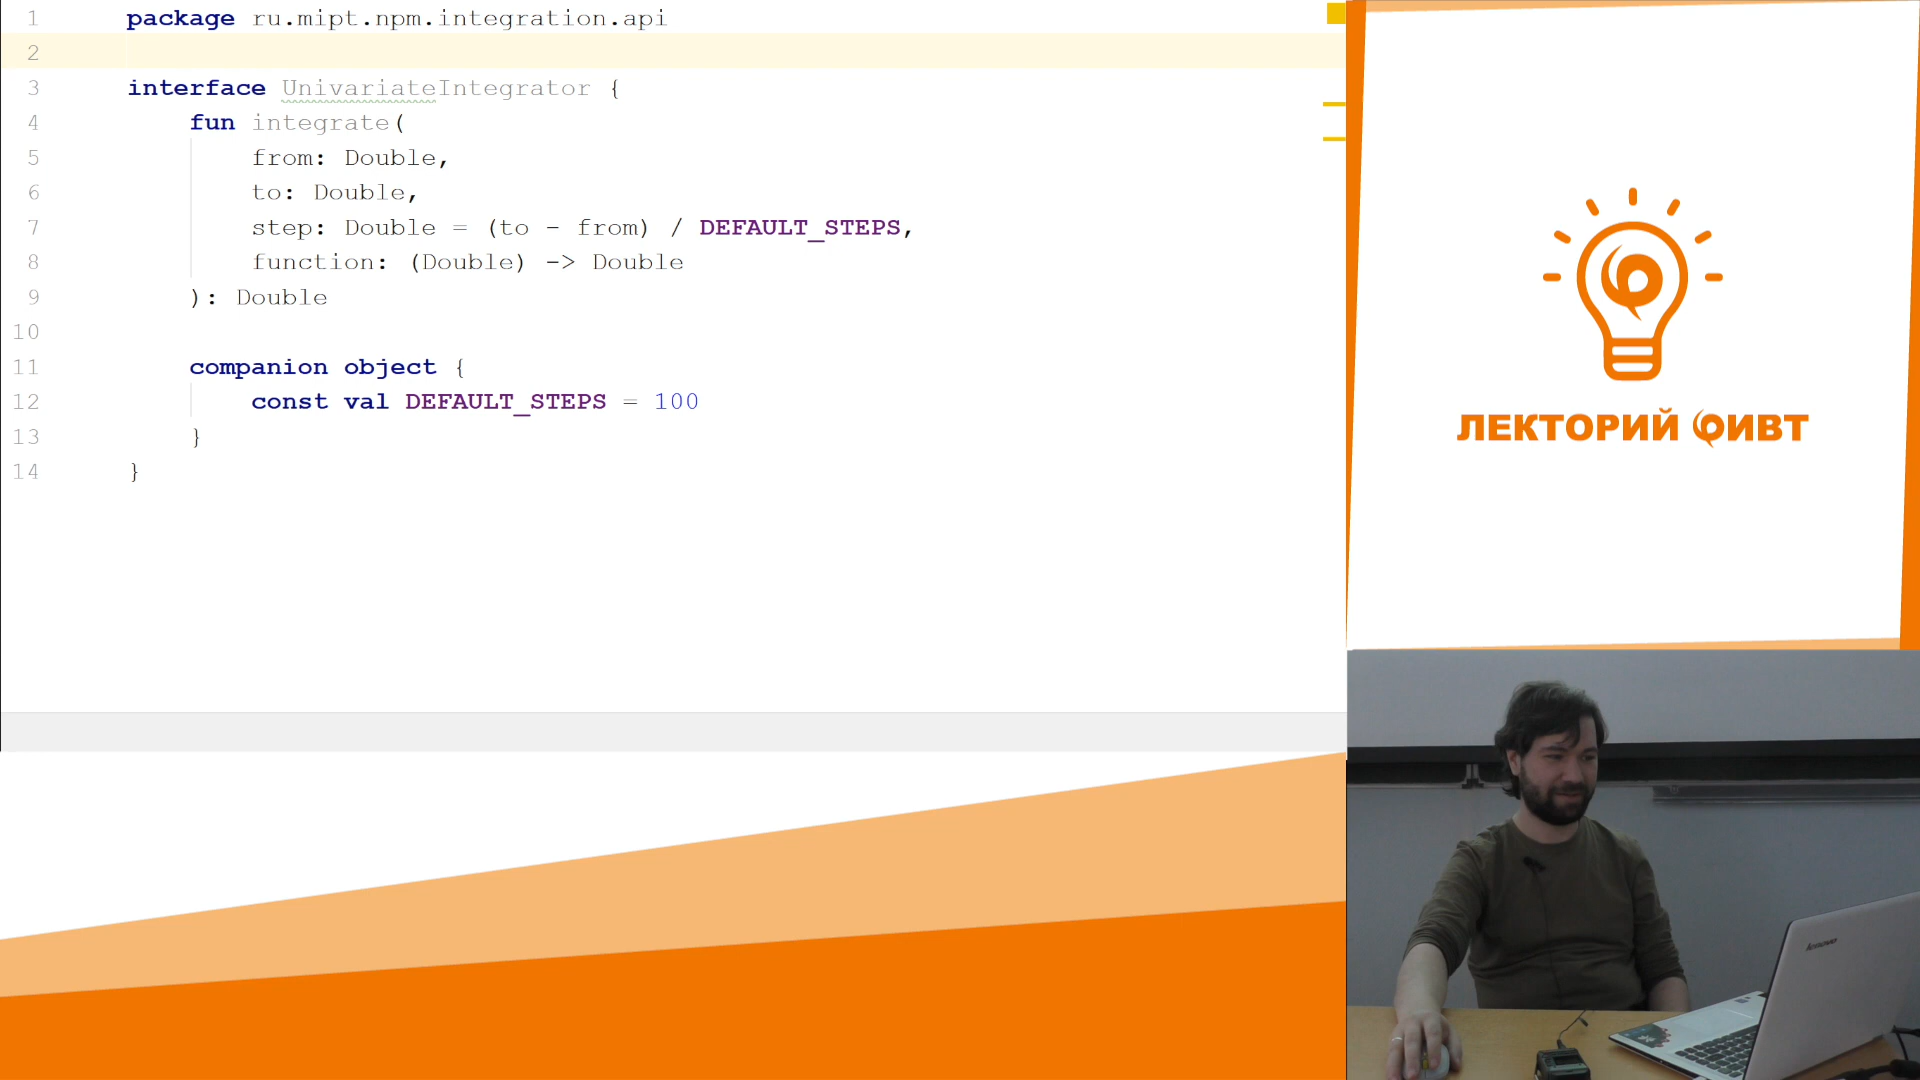 1 package ru.mipt.npm.integration.api
2
3 interface UnivariateIntegrator {
4 fun integrate(
5 from: Double,
6 to: Double,
7 step: Double = (to - from) / DEFAULT_STEPS,
8 function: (Double) -> Double
9 ): Double
10
11 companion object {
12 const val DEFAULT_STEPS = 100
13 }
14 }
ЛЕКТОРИЙ ФИВТ
lenovo